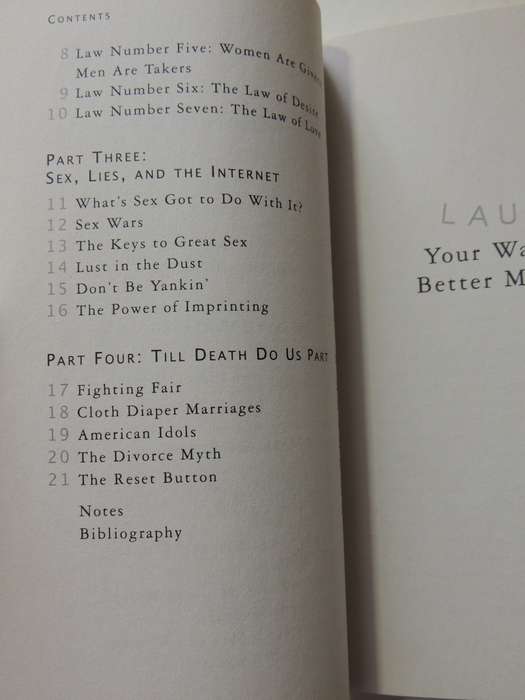 CONTENTS
8 Law Number Five: Women Are Givers
Men Are Takers
9 Law Number Six: The Law of Desire
10 Law Number Seven: The Law of Love
PART THREE:
SEX, LIES, AND THE INTERNET
11 What's Sex Got to Do With It?
12 Sex Wars
13 The Keys to Great Sex
14 Lust in the Dust
15 Don't Be Yankin'
16 The Power of Imprinting
PART FOUR: TILL DEATH DO US PART
17 Fighting Fair
18 Cloth Diaper Marriages
19 American Idols
20 The Divorce Myth
21 The Reset Button
Notes
Bibliography
LAU
Your Wa
Better M